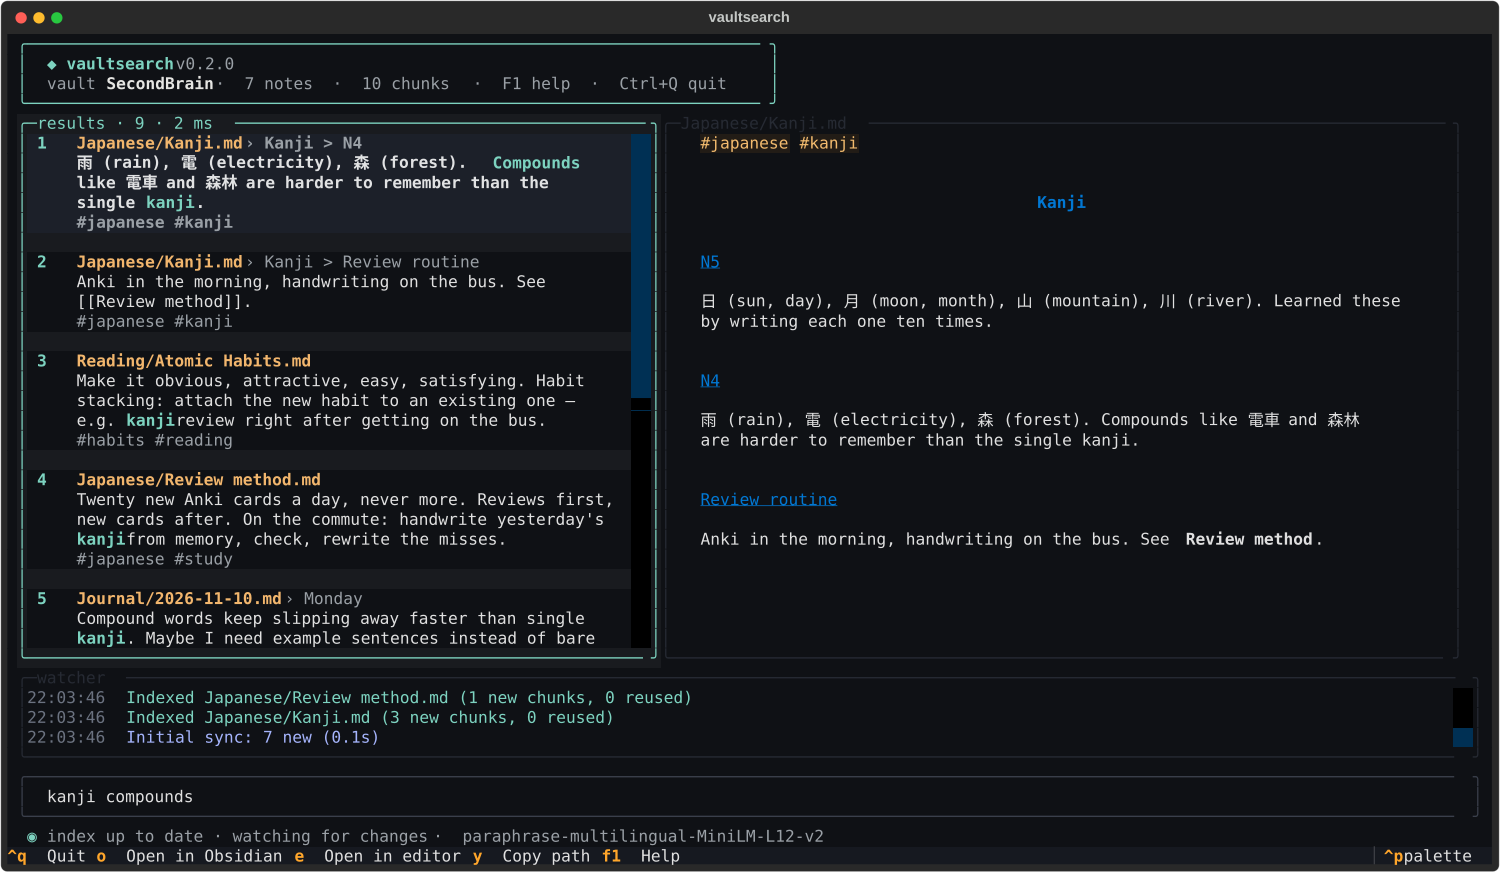 vaultsearch
◆ vaultsearch v0.2.0
vault SecondBrain · 7 notes · 10 chunks · F1 help · Ctrl+Q quit
results · 9 · 2 ms
1 Japanese/Kanji.md › Kanji > N4
雨 (rain), 電 (electricity), 森 (forest). Compounds
like 電車 and 森林 are harder to remember than the
single kanji.
#japanese #kanji
2 Japanese/Kanji.md › Kanji > Review routine
Anki in the morning, handwriting on the bus. See
[[Review method]].
#japanese #kanji
3 Reading/Atomic Habits.md
Make it obvious, attractive, easy, satisfying. Habit
stacking: attach the new habit to an existing one —
e.g. kanji review right after getting on the bus.
#habits #reading
4 Japanese/Review method.md
Twenty new Anki cards a day, never more. Reviews first,
new cards after. On the commute: handwrite yesterday's
kanji from memory, check, rewrite the misses.
#japanese #study
5 Journal/2026-11-10.md › Monday
Compound words keep slipping away faster than single
kanji. Maybe I need example sentences instead of bare
Japanese/Kanji.md
#japanese #kanji
Kanji
N5
日 (sun, day), 月 (moon, month), 山 (mountain), 川 (river). Learned these
by writing each one ten times.
N4
雨 (rain), 電 (electricity), 森 (forest). Compounds like 電車 and 森林
are harder to remember than the single kanji.
Review routine
Anki in the morning, handwriting on the bus. See Review method.
watcher
22:03:46 Indexed Japanese/Review method.md (1 new chunks, 0 reused)
22:03:46 Indexed Japanese/Kanji.md (3 new chunks, 0 reused)
22:03:46 Initial sync: 7 new (0.1s)
kanji compounds
◉ index up to date · watching for changes · paraphrase-multilingual-MiniLM-L12-v2
^q Quit o Open in Obsidian e Open in editor y Copy path f1 Help ^p palette